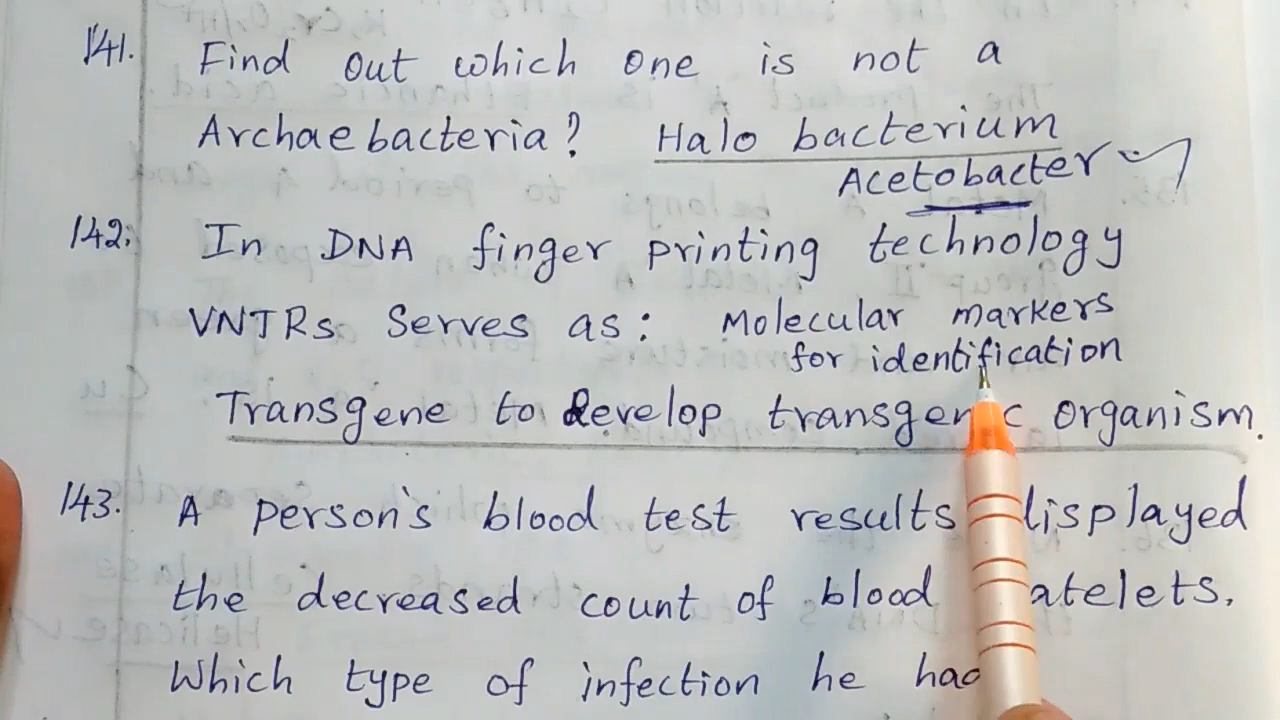 141. Find out which one is not a
Archaebacteria? Halo bacterium
Acetobacter
142. In DNA finger printing technology
VNTRs Serves as: Molecular markers
for identification
Transgene to develop transgenic organism.
143. A person's blood test results displayed
the decreased count of blood
Which type of infection he had